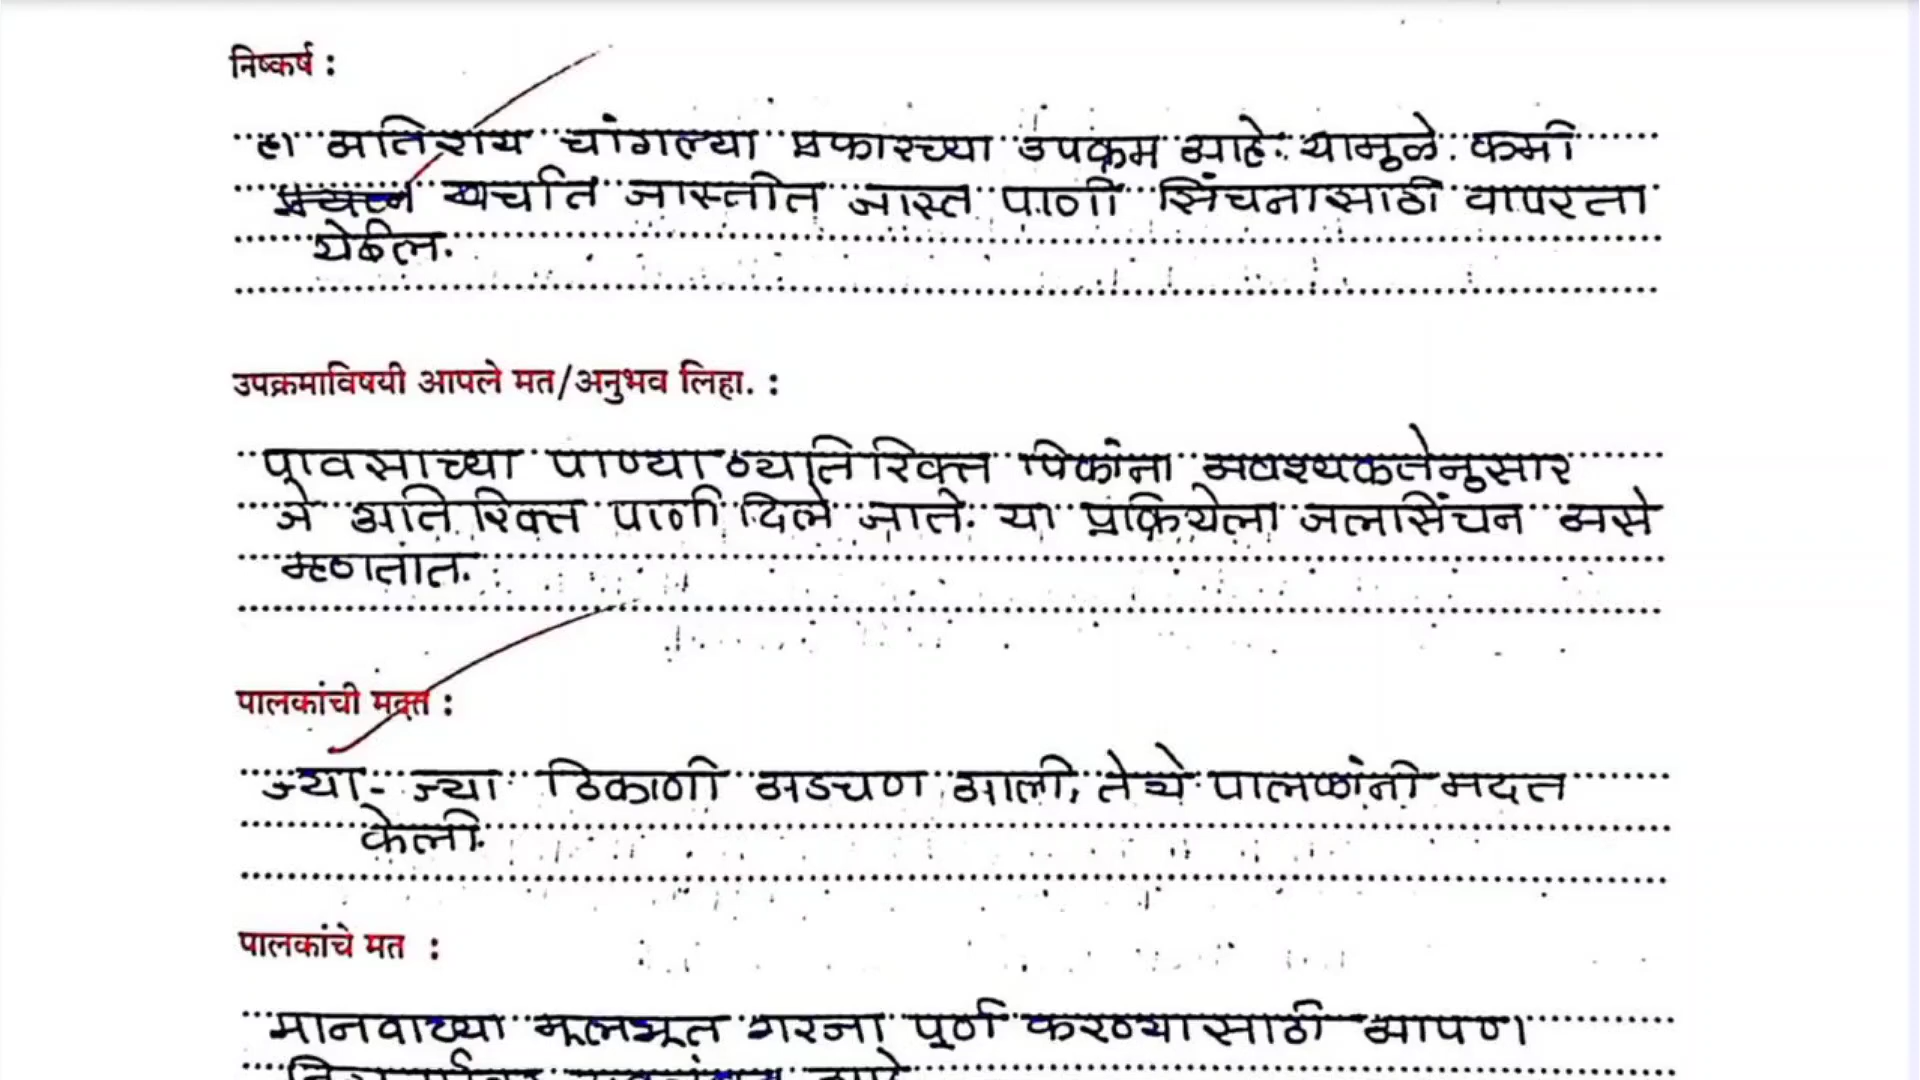 निष्कर्ष :
हा अतिशय चांगल्या प्रकारच्या उपक्रम आहे. यामुळे कमी
खर्चात जास्तीत जास्त पाणी सिंचनासाठी वापरता
येईल.
उपक्रमाविषयी आपले मत/अनुभव लिहा. :
पावसाच्या पाण्या व्यतिरिक्त पिकांना अवश्यकतेनुसार
जे अतिरिक्त पाणी दिले जाते. या प्रक्रियेला जलसिंचन असे
म्हणतात.
पालकांची मदत :
ज्या - ज्या ठिकाणी अडचण आली, तेथे पालकांनी मदत
केली.
पालकांचे मत :
मानवाच्या मूलभूत गरजा पूर्ण करण्यासाठी आपण